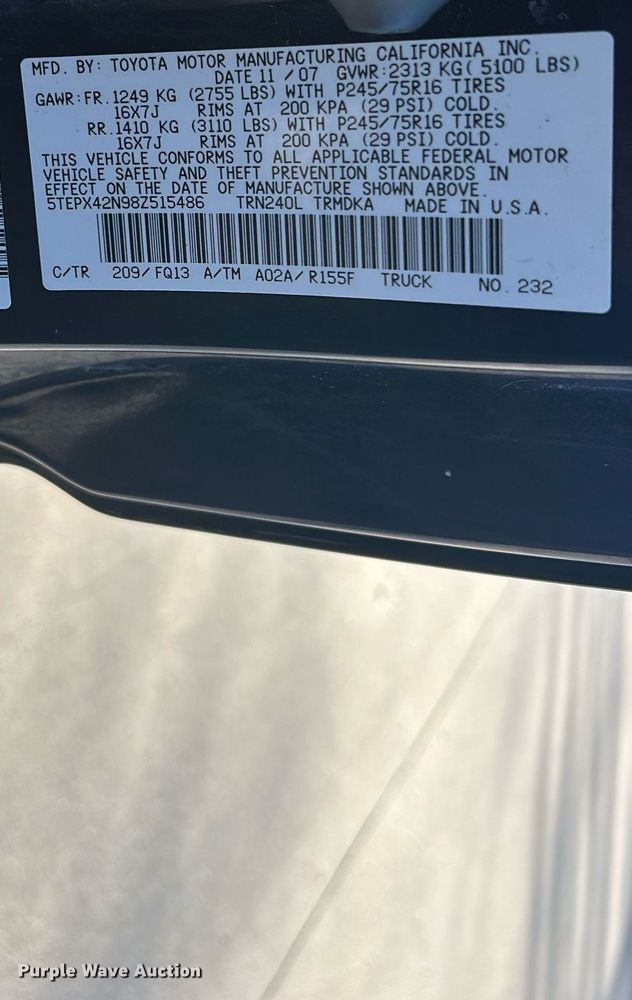 MFD. BY: TOYOTA MOTOR MANUFACTURING CALIFORNIA INC.
DATE 11 / 07 GVWR:2313 KG( 5100 LBS)
GAWR:FR.1249 KG (2755 LBS) WITH P245/75R16 TIRES
16X7J RIMS AT 200 KPA (29 PSI) COLD.
RR.1410 KG (3110 LBS) WITH P245/75R16 TIRES
16X7J RIMS AT 200 KPA (29 PSI) COLD.
THIS VEHICLE CONFORMS TO ALL APPLICABLE FEDERAL MOTOR
VEHICLE SAFETY AND THEFT PREVENTION STANDARDS IN
EFFECT ON THE DATE OF MANUFACTURE SHOWN ABOVE.
5TEPX42N98Z515486 TRN240L TRMDKA MADE IN U.S.A.
C/TR 209/FQ13 A/TM A02A/R155F TRUCK NO. 232
Purple Wave Auction